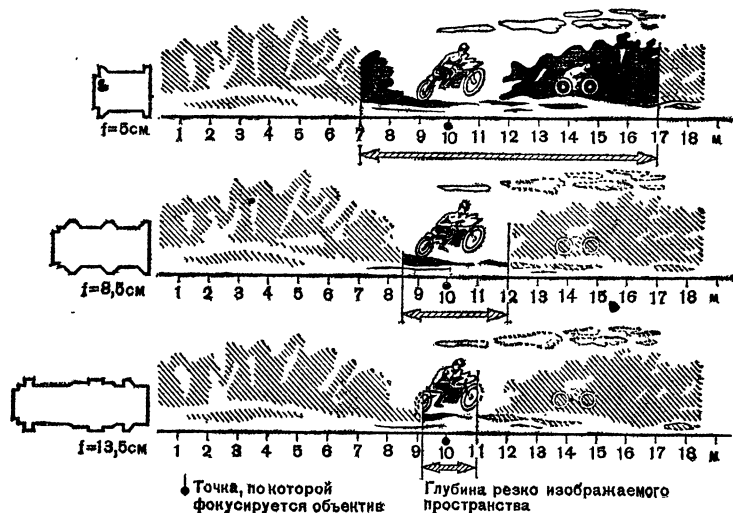 f=5см
1 2 3 4 5 6 7 8 9 10 11 12 13 14 15 16 17 18 м
f=8,5см
1 2 3 4 5 6 7 8 9 10 11 12 13 14 15 16 17 18 м
f=13,5см
1 2 3 4 5 6 7 8 9 10 11 12 13 14 15 16 17 18 м
Точка, по которой
фокусируется объектив
Глубина резко изображаемого
пространства